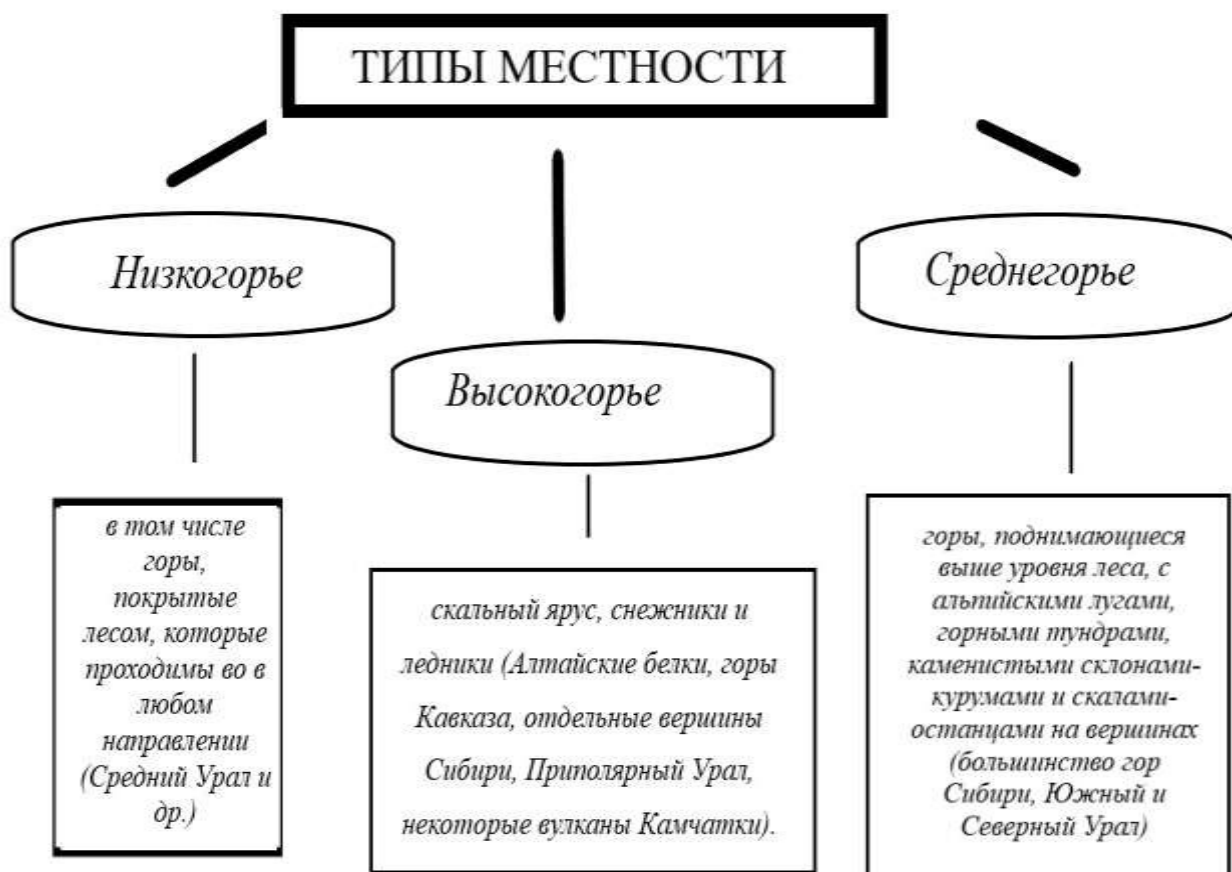 ТИПЫ МЕСТНОСТИ
Низкогорье
Высокогорье
Среднегорье
в том числе
горы,
покрытые
лесом, которые
проходимы во в
любом
направлении
(Средний Урал и
др.)
скальный ярус, снежники и
ледники (Алтайские белки, горы
Кавказа, отдельные вершины
Сибири, Приполярный Урал,
некоторые вулканы Камчатки).
горы, поднимающиеся
выше уровня леса, с
альпийскими лугами,
горными тундрами,
каменистыми склонами-
курумами и скалами-
останцами на вершинах
(большинство гор
Сибири, Южный и
Северный Урал)